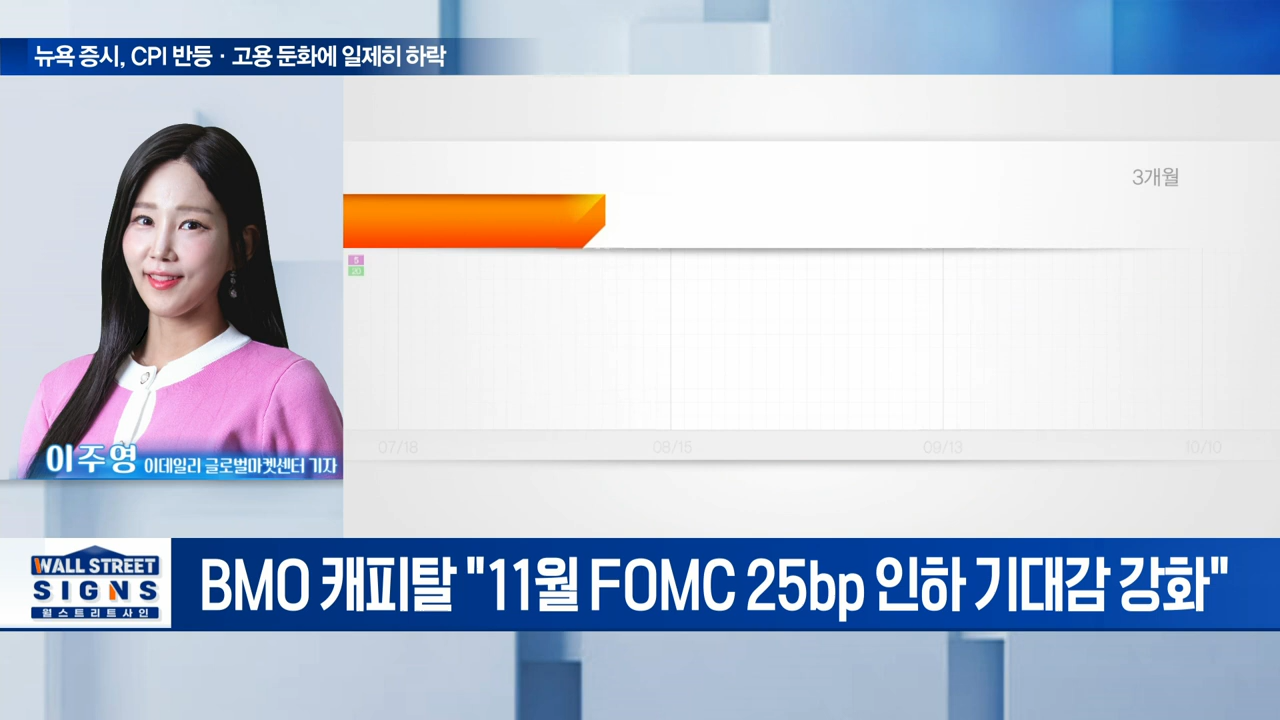 뉴욕 증시, CPI 반등 · 고용 둔화에 일제히 하락
3개월
5
20
07/18
08/15
09/13
10/10
이주영 이데일리 글로벌마켓센터 기자
WALL STREET
SIGNS
월스트리트사인
BMO 캐피탈 "11월 FOMC 25bp 인하 기대감 강화"